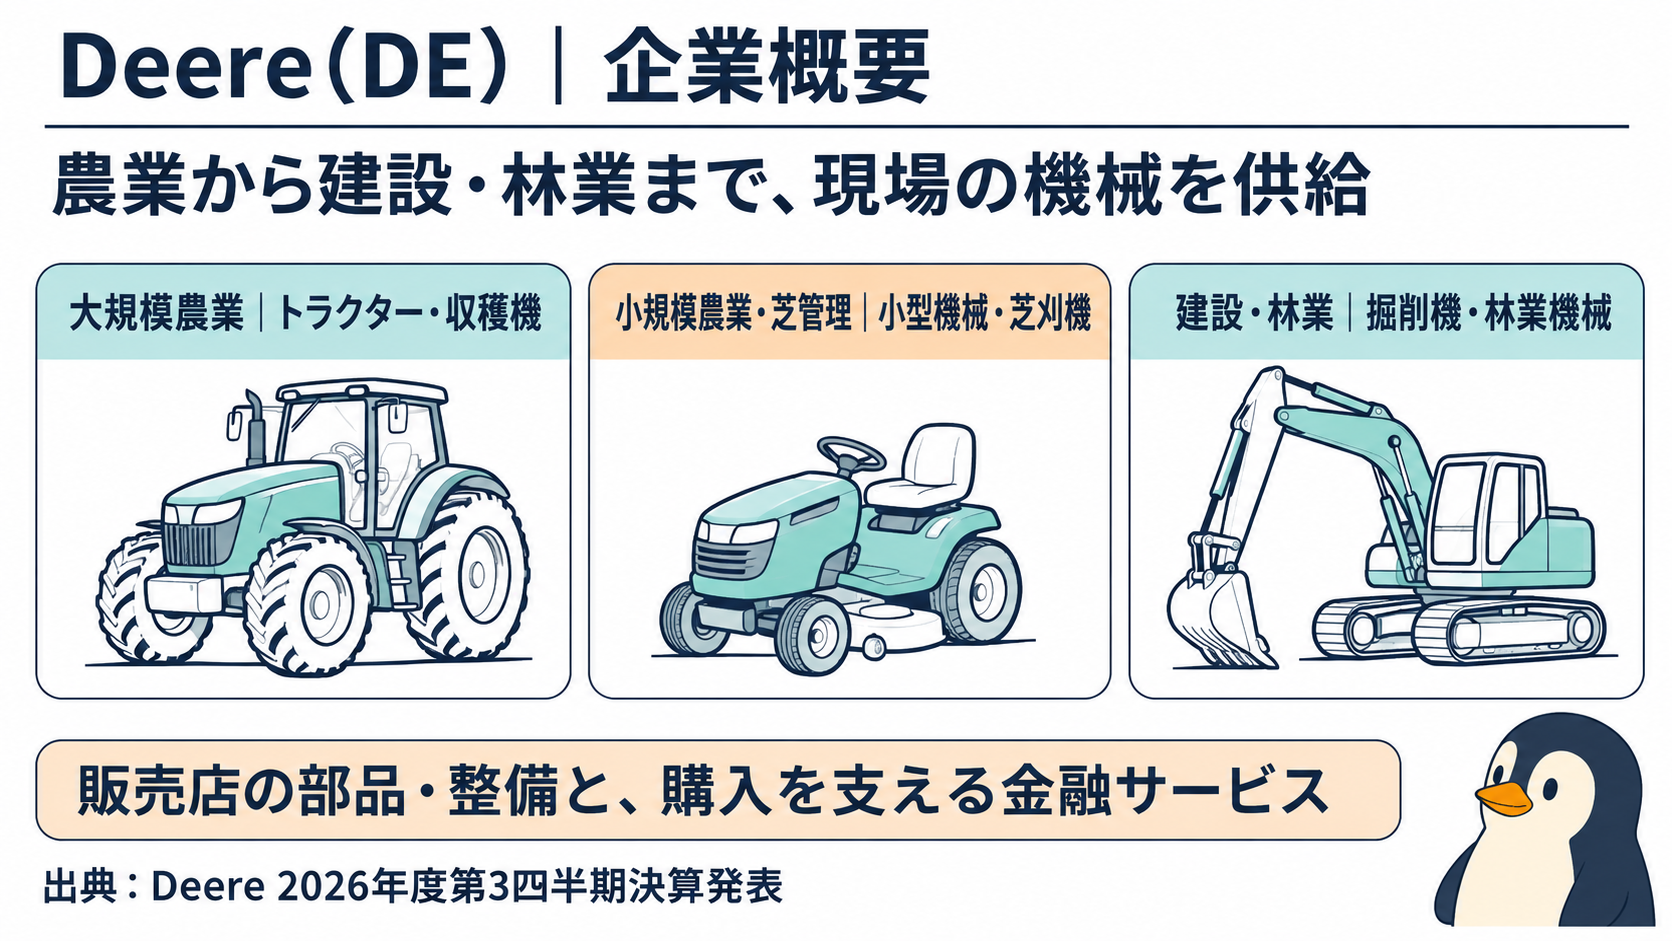 Deere（DE）｜企業概要
農業から建設・林業まで、現場の機械を供給
大規模農業｜トラクター・収穫機
小規模農業・芝管理｜小型機械・芝刈機
建設・林業｜掘削機・林業機械
販売店の部品・整備と、購入を支える金融サービス
出典：Deere 2026年度第3四半期決算発表